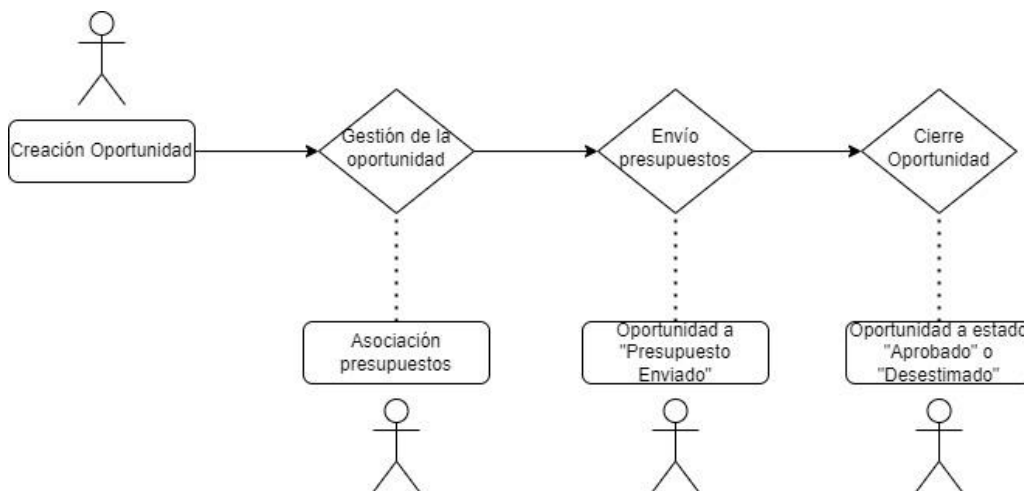 Creación Oportunidad
Gestión de la
oportunidad
Envío
presupuestos
Cierre
Oportunidad
Asociación
presupuestos
Oportunidad a
"Presupuesto
Enviado"
Oportunidad a estado
"Aprobado" o
"Desestimado"